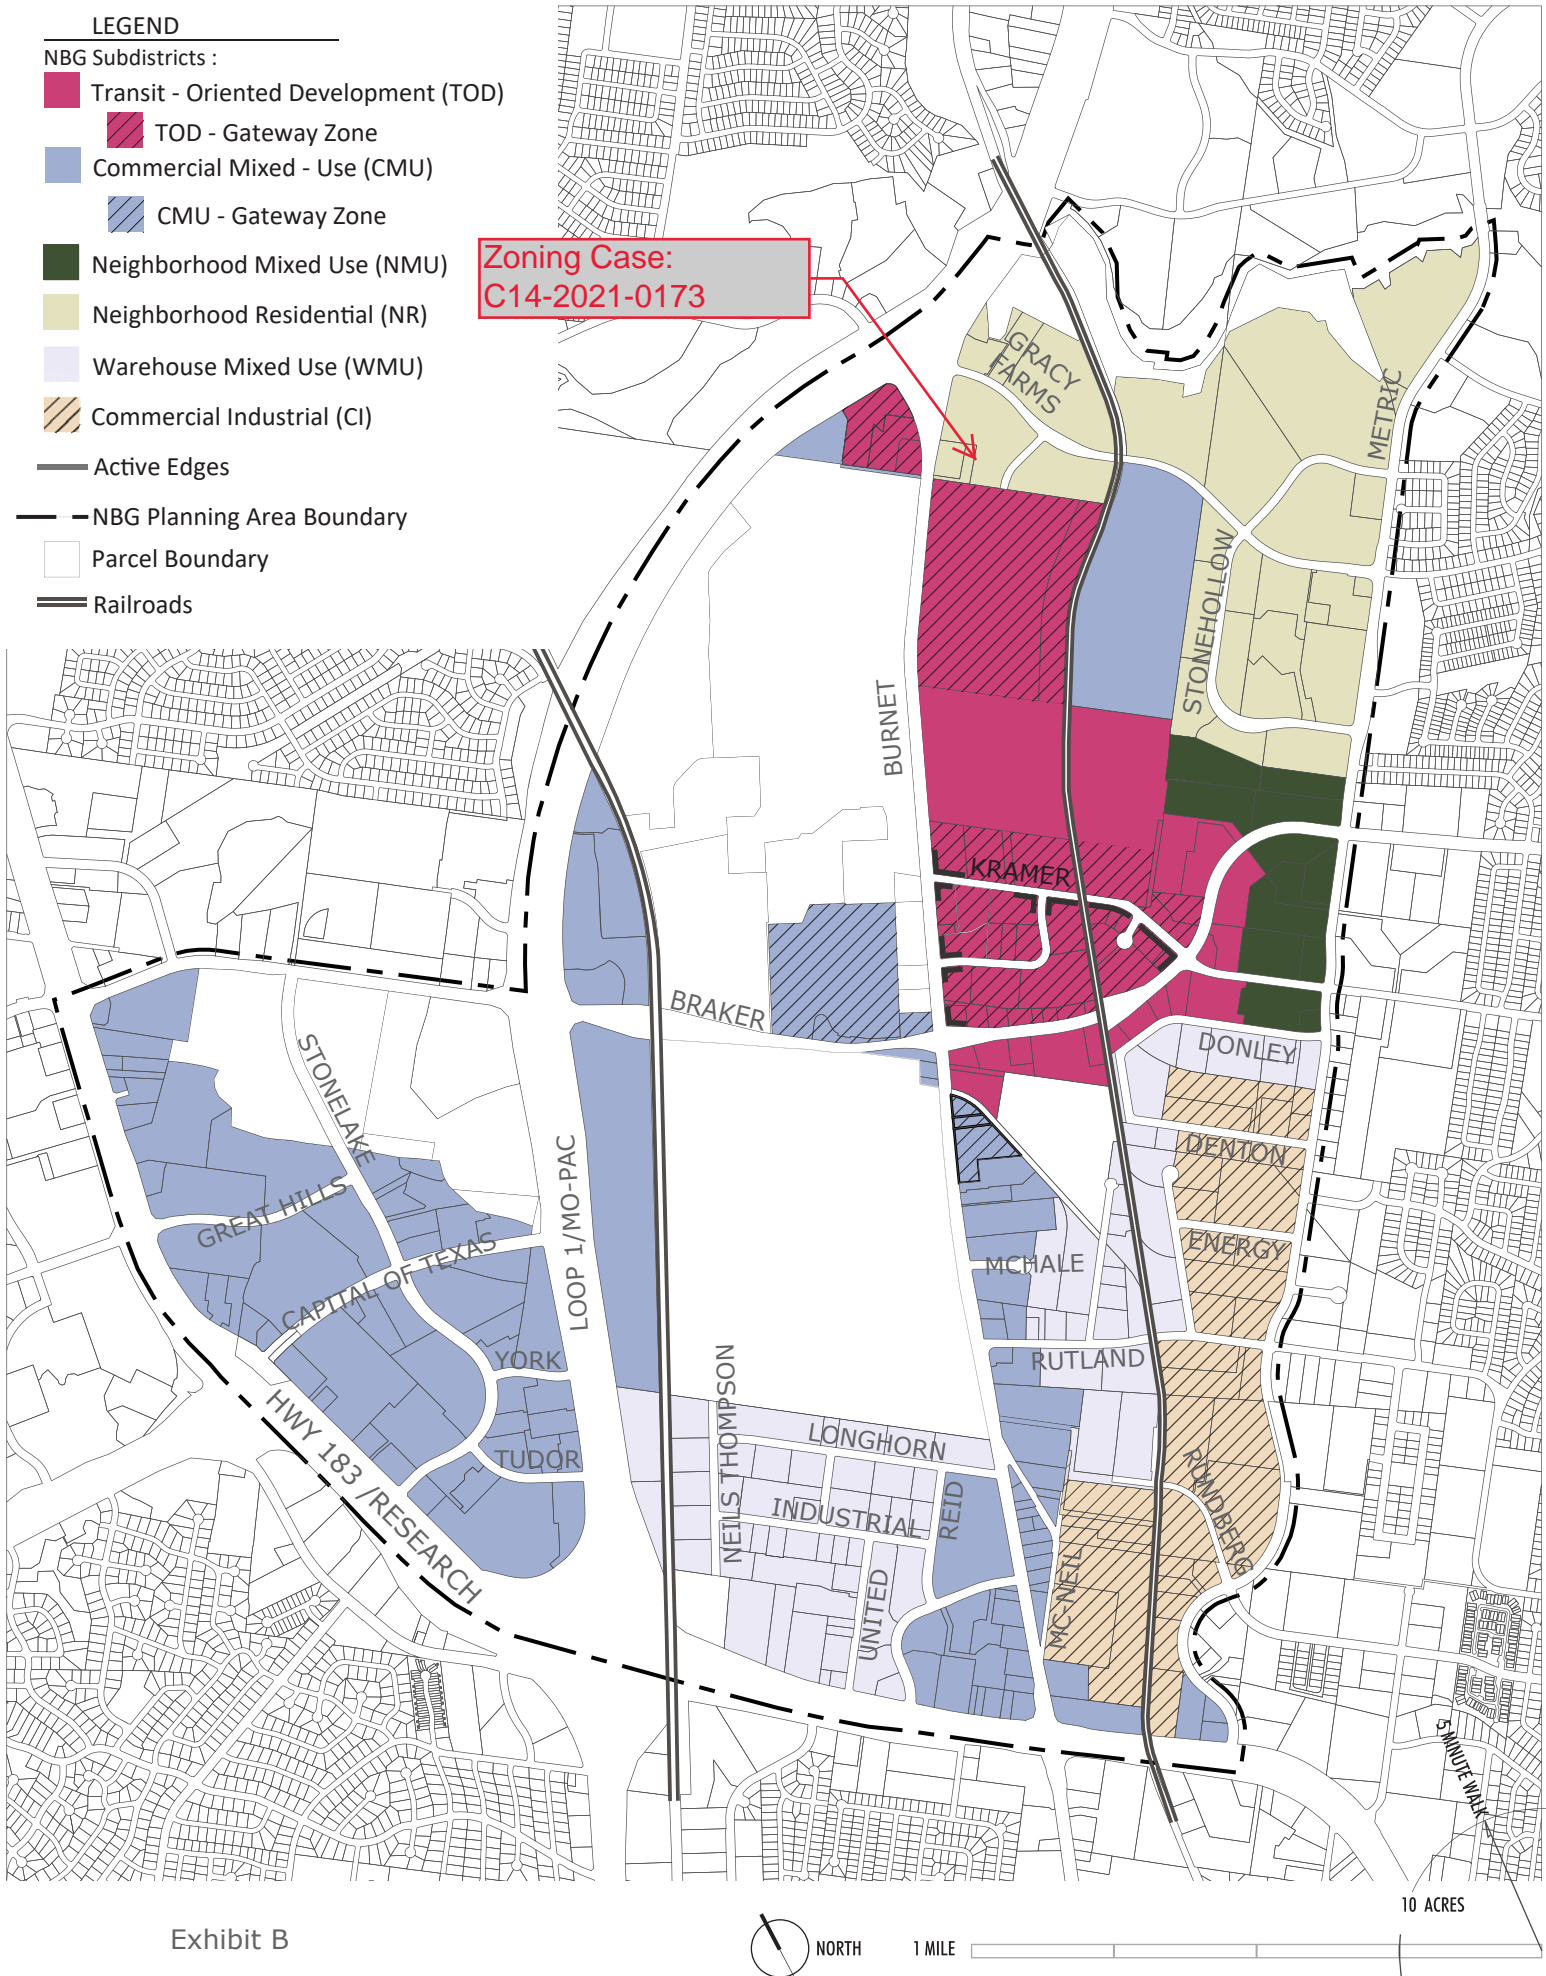 LEGEND
NBG Subdistricts :
Transit - Oriented Development (TOD)
TOD - Gateway Zone
Commercial Mixed - Use (CMU)
CMU - Gateway Zone
Neighborhood Mixed Use (NMU)
Neighborhood Residential (NR)
Warehouse Mixed Use (WMU)
Commercial Industrial (CI)
Active Edges
NBG Planning Area Boundary
Parcel Boundary
Railroads
Zoning Case:
C14-2021-0173
GRACY
FARMS
METRIC
STONEHOLLOW
BURNET
KRAMER
BRAKER
DONLEY
STONELAKE
DENTON
GREAT HILLS
CAPITAL OF TEXAS
LOOP 1/MO-PAC
ENERGY
MCHALE
YORK
RUTLAND
HWY 183 /RESEARCH
TUDOR
NEILS THOMPSON
LONGHORN
INDUSTRIAL
REID
RUNDBERG
UNITED
MC NEIL
5 MINUTE WALK
10 ACRES
Exhibit B
NORTH
1 MILE